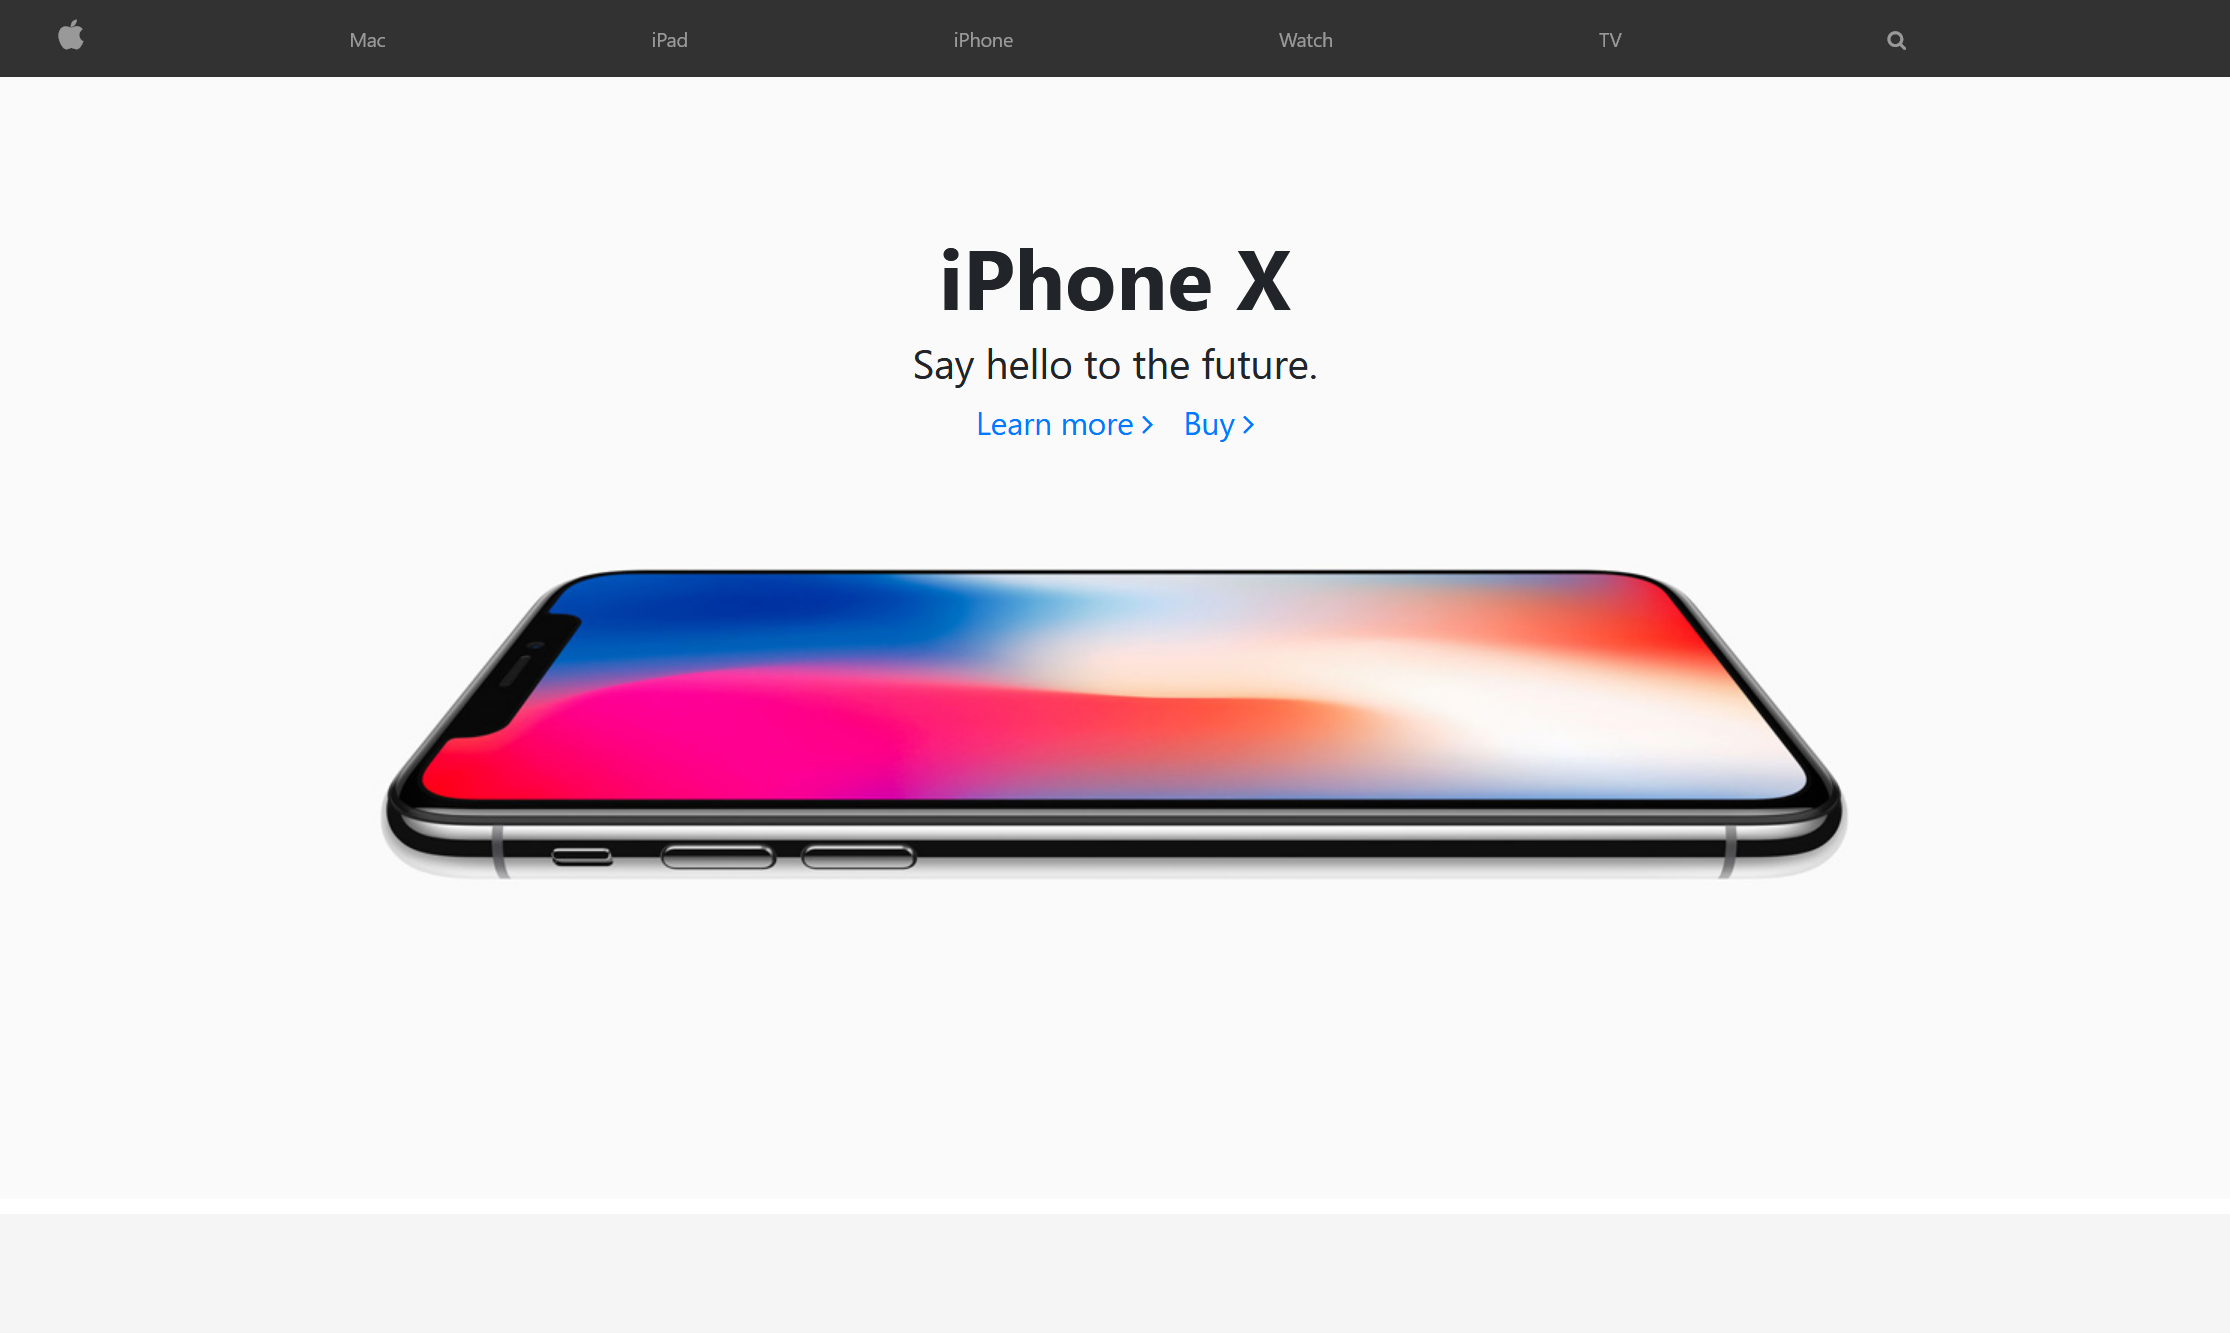 Mac iPad iPhone Watch TV
iPhone X
Say hello to the future.
Learn more > Buy >